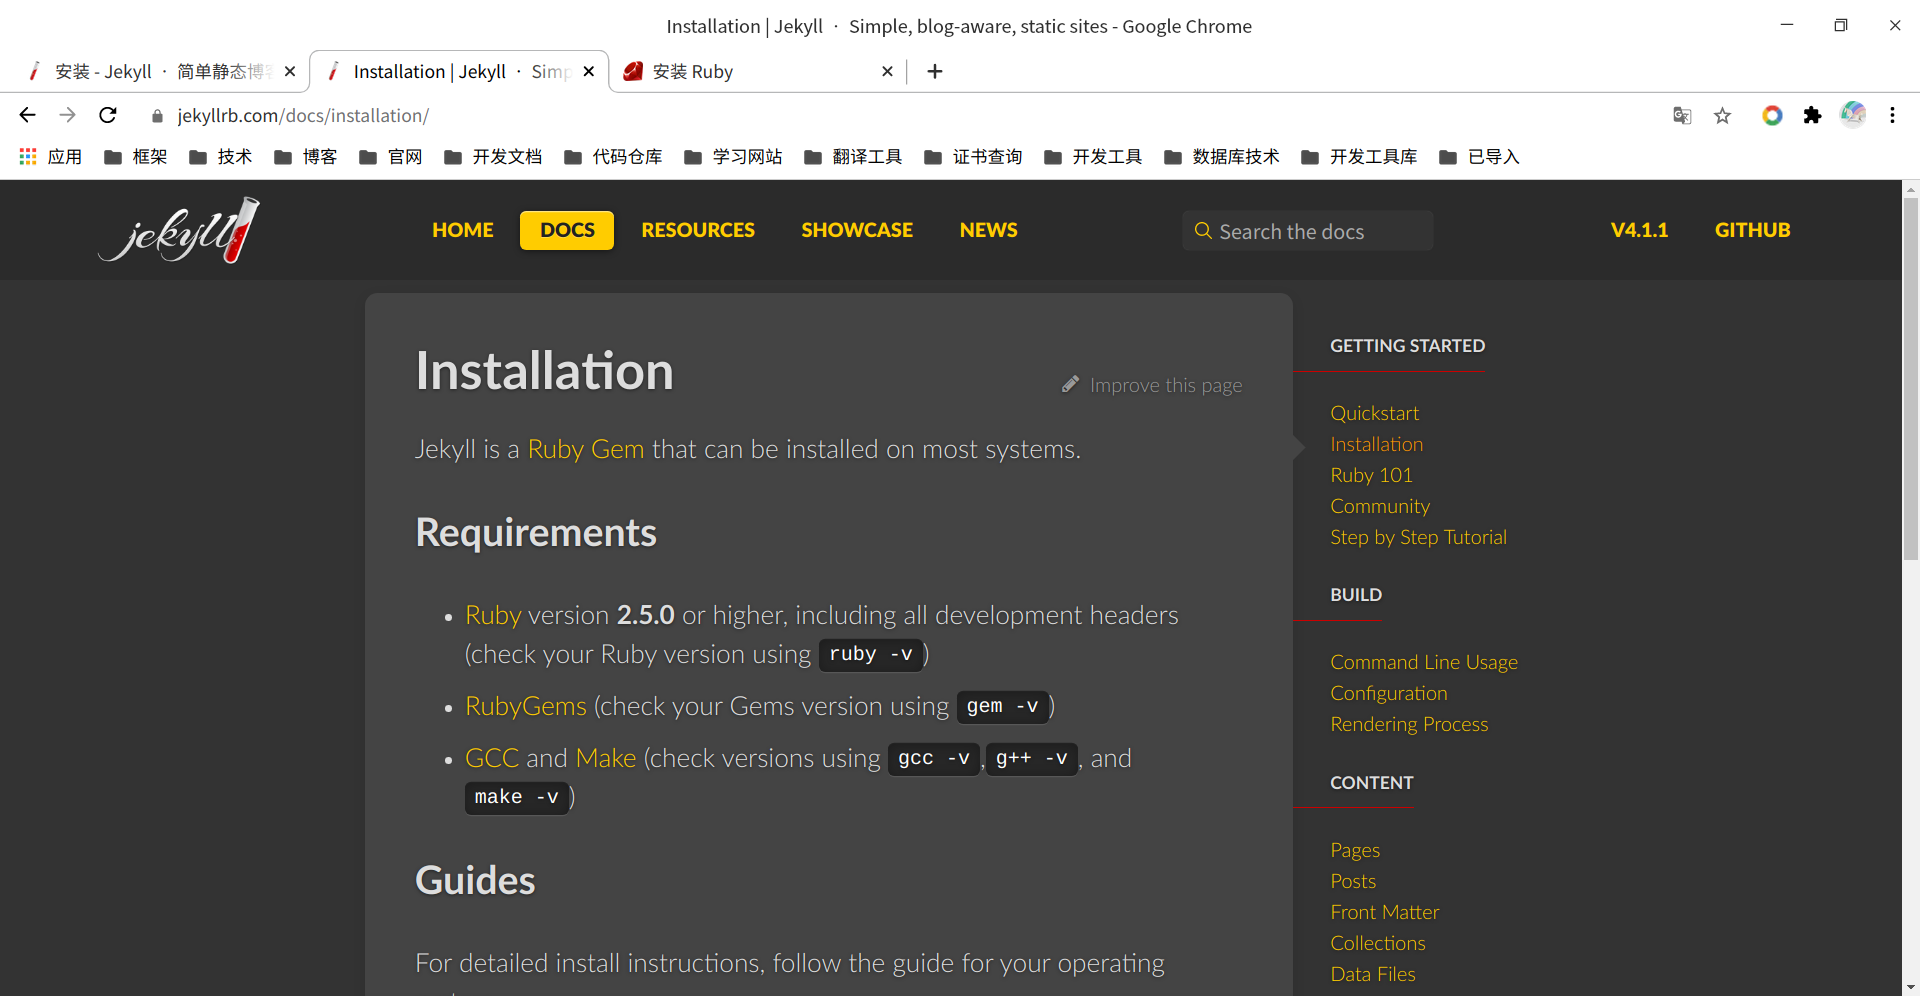 Installation | Jekyll · Simple, blog-aware, static sites - Google Chrome
安装 - Jekyll · 简单静态博客
Installation | Jekyll · Simp
安装 Ruby
jekyllrb.com/docs/installation/
应用 框架 技术 博客 官网 开发文档 代码仓库 学习网站 翻译工具 证书查询 开发工具 数据库技术 开发工具库 已导入
jekyll
HOME DOCS RESOURCES SHOWCASE NEWS
Search the docs
V4.1.1 GITHUB
Installation
Improve this page
Jekyll is a Ruby Gem that can be installed on most systems.
Requirements
• Ruby version 2.5.0 or higher, including all development headers
(check your Ruby version using ruby -v)
• RubyGems (check your Gems version using gem -v)
• GCC and Make (check versions using gcc -v,g++ -v, and
make -v)
Guides
For detailed install instructions, follow the guide for your operating
GETTING STARTED
Quickstart
Installation
Ruby 101
Community
Step by Step Tutorial
BUILD
Command Line Usage
Configuration
Rendering Process
CONTENT
Pages
Posts
Front Matter
Collections
Data Files